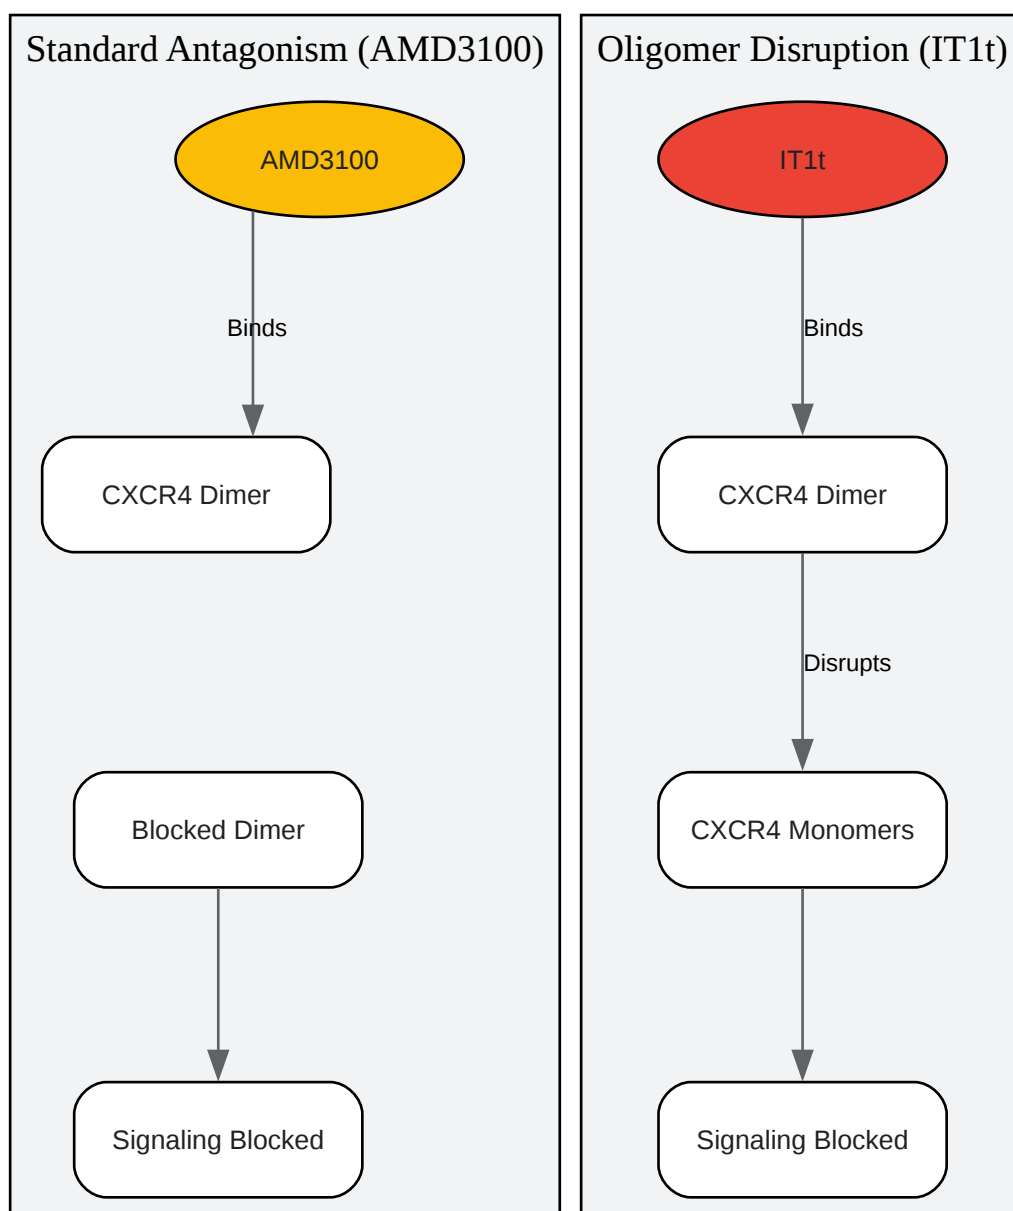 Standard Antagonism (AMD3100)
AMD3100
Binds
CXCR4 Dimer
Blocked Dimer
Signaling Blocked
Oligomer Disruption (IT1t)
IT1t
Binds
CXCR4 Dimer
Disrupts
CXCR4 Monomers
Signaling Blocked